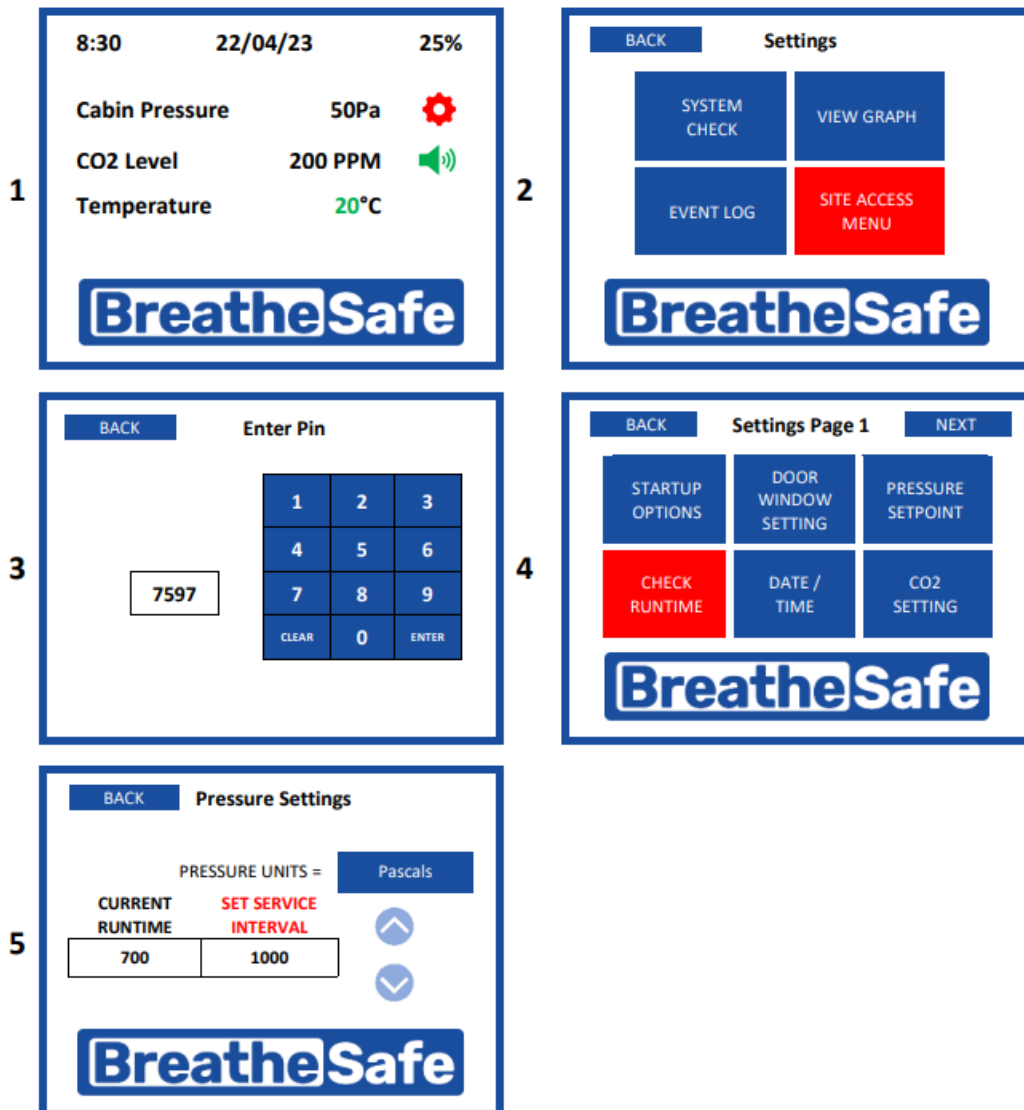 1
8:30 22/04/23 25%
Cabin Pressure 50Pa
CO2 Level 200 PPM
Temperature 20°C
BreatheSafe
2
BACK Settings
SYSTEM
CHECK
VIEW GRAPH
EVENT LOG
SITE ACCESS
MENU
BreatheSafe
3
BACK Enter Pin
1 2 3
4 5 6
7597
7 8 9
CLEAR 0 ENTER
4
BACK Settings Page 1 NEXT
STARTUP
OPTIONS
DOOR
WINDOW
SETTING
PRESSURE
SETPOINT
CHECK
RUNTIME
DATE /
TIME
CO2
SETTING
BreatheSafe
5
BACK Pressure Settings
PRESSURE UNITS = Pascals
CURRENT
RUNTIME
SET SERVICE
INTERVAL
700 1000
BreatheSafe